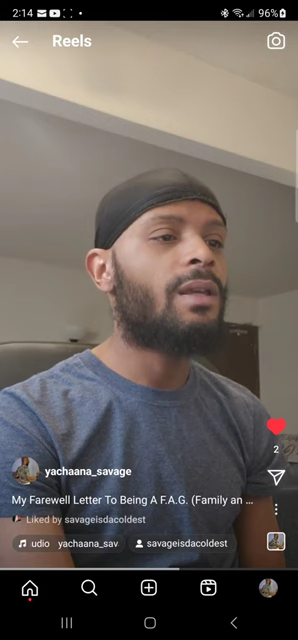 2:14
96%
Reels
2
yachaana_savage
My Farewell Letter To Being A F.A.G. (Family an ...
Liked by savageisdacoldest
udio yachaana_sav
savageisdacoldest